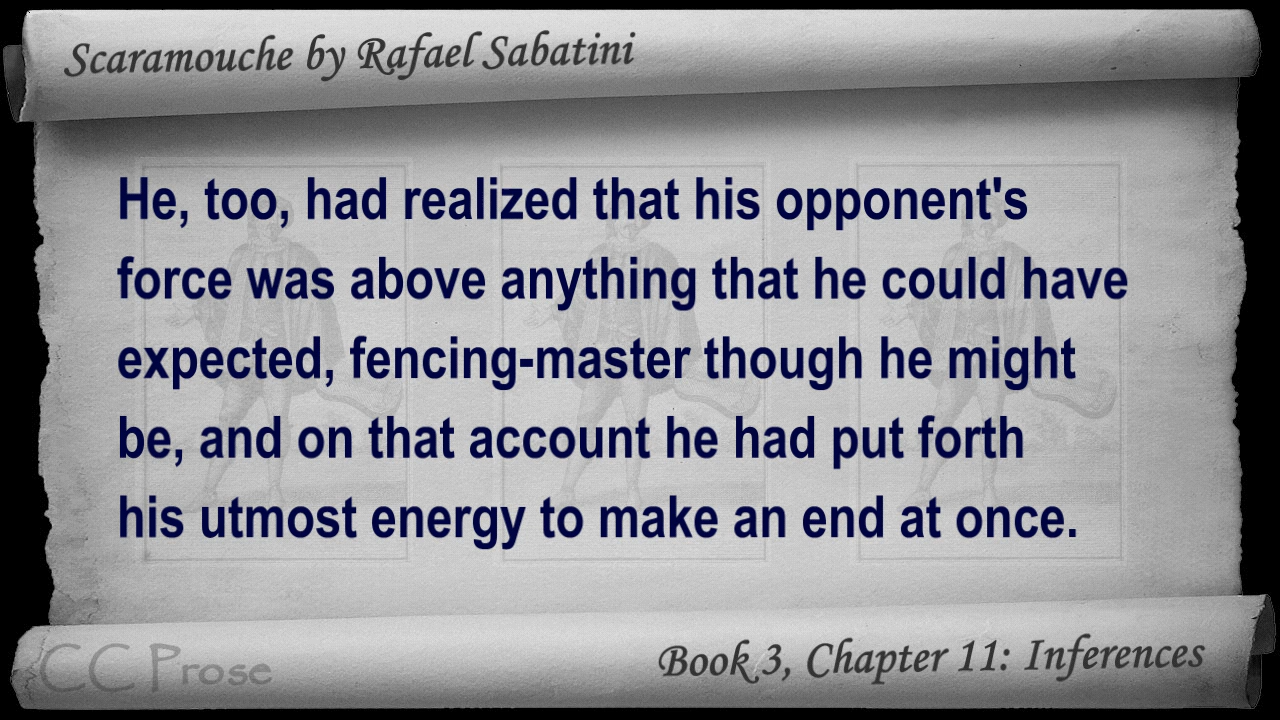 Scaramouche by Rafael Sabatini
He, too, had realized that his opponent's
force was above anything that he could have
expected, fencing-master though he might
be, and on that account he had put forth
his utmost energy to make an end at once.
CC Prose
Book 3, Chapter 11: Inferences